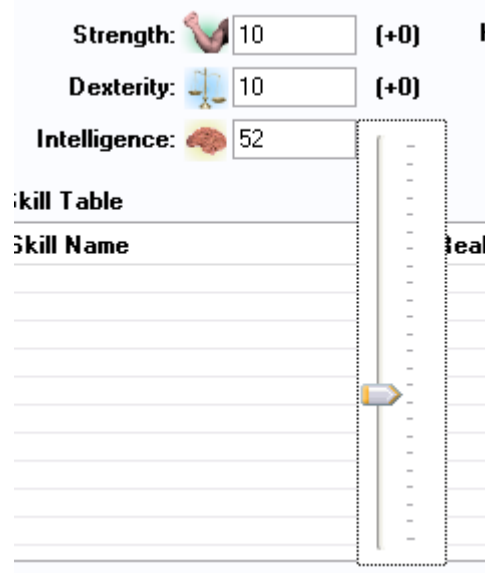 Strength: 10 (+0)
Dexterity: 10 (+0)
Intelligence: 52
Skill Table
Skill Name